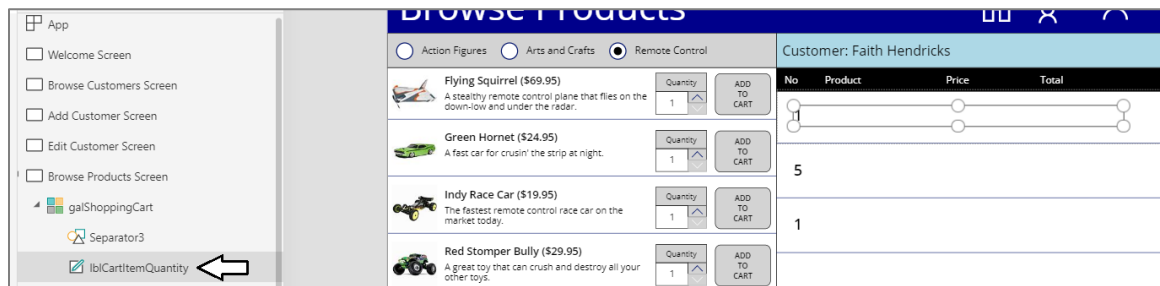 App
Welcome Screen
Browse Customers Screen
Add Customer Screen
Edit Customer Screen
Browse Products Screen
galShoppingCart
Separator3
lblCartItemQuantity
Browse Products
Action Figures Arts and Crafts Remote Control
Flying Squirrel ($69.95)
A stealthy remote control plane that flies on the
down-low and under the radar.
Quantity
1
ADD
TO
CART
Green Hornet ($24.95)
A fast car for crusin' the strip at night.
Quantity
1
ADD
TO
CART
Indy Race Car ($19.95)
The fastest remote control race car on the
market today.
Quantity
1
ADD
TO
CART
Red Stomper Bully ($29.95)
A great toy that can crush and destroy all your
other toys.
Quantity
1
ADD
TO
CART
Customer: Faith Hendricks
No Product Price Total
1
5
1